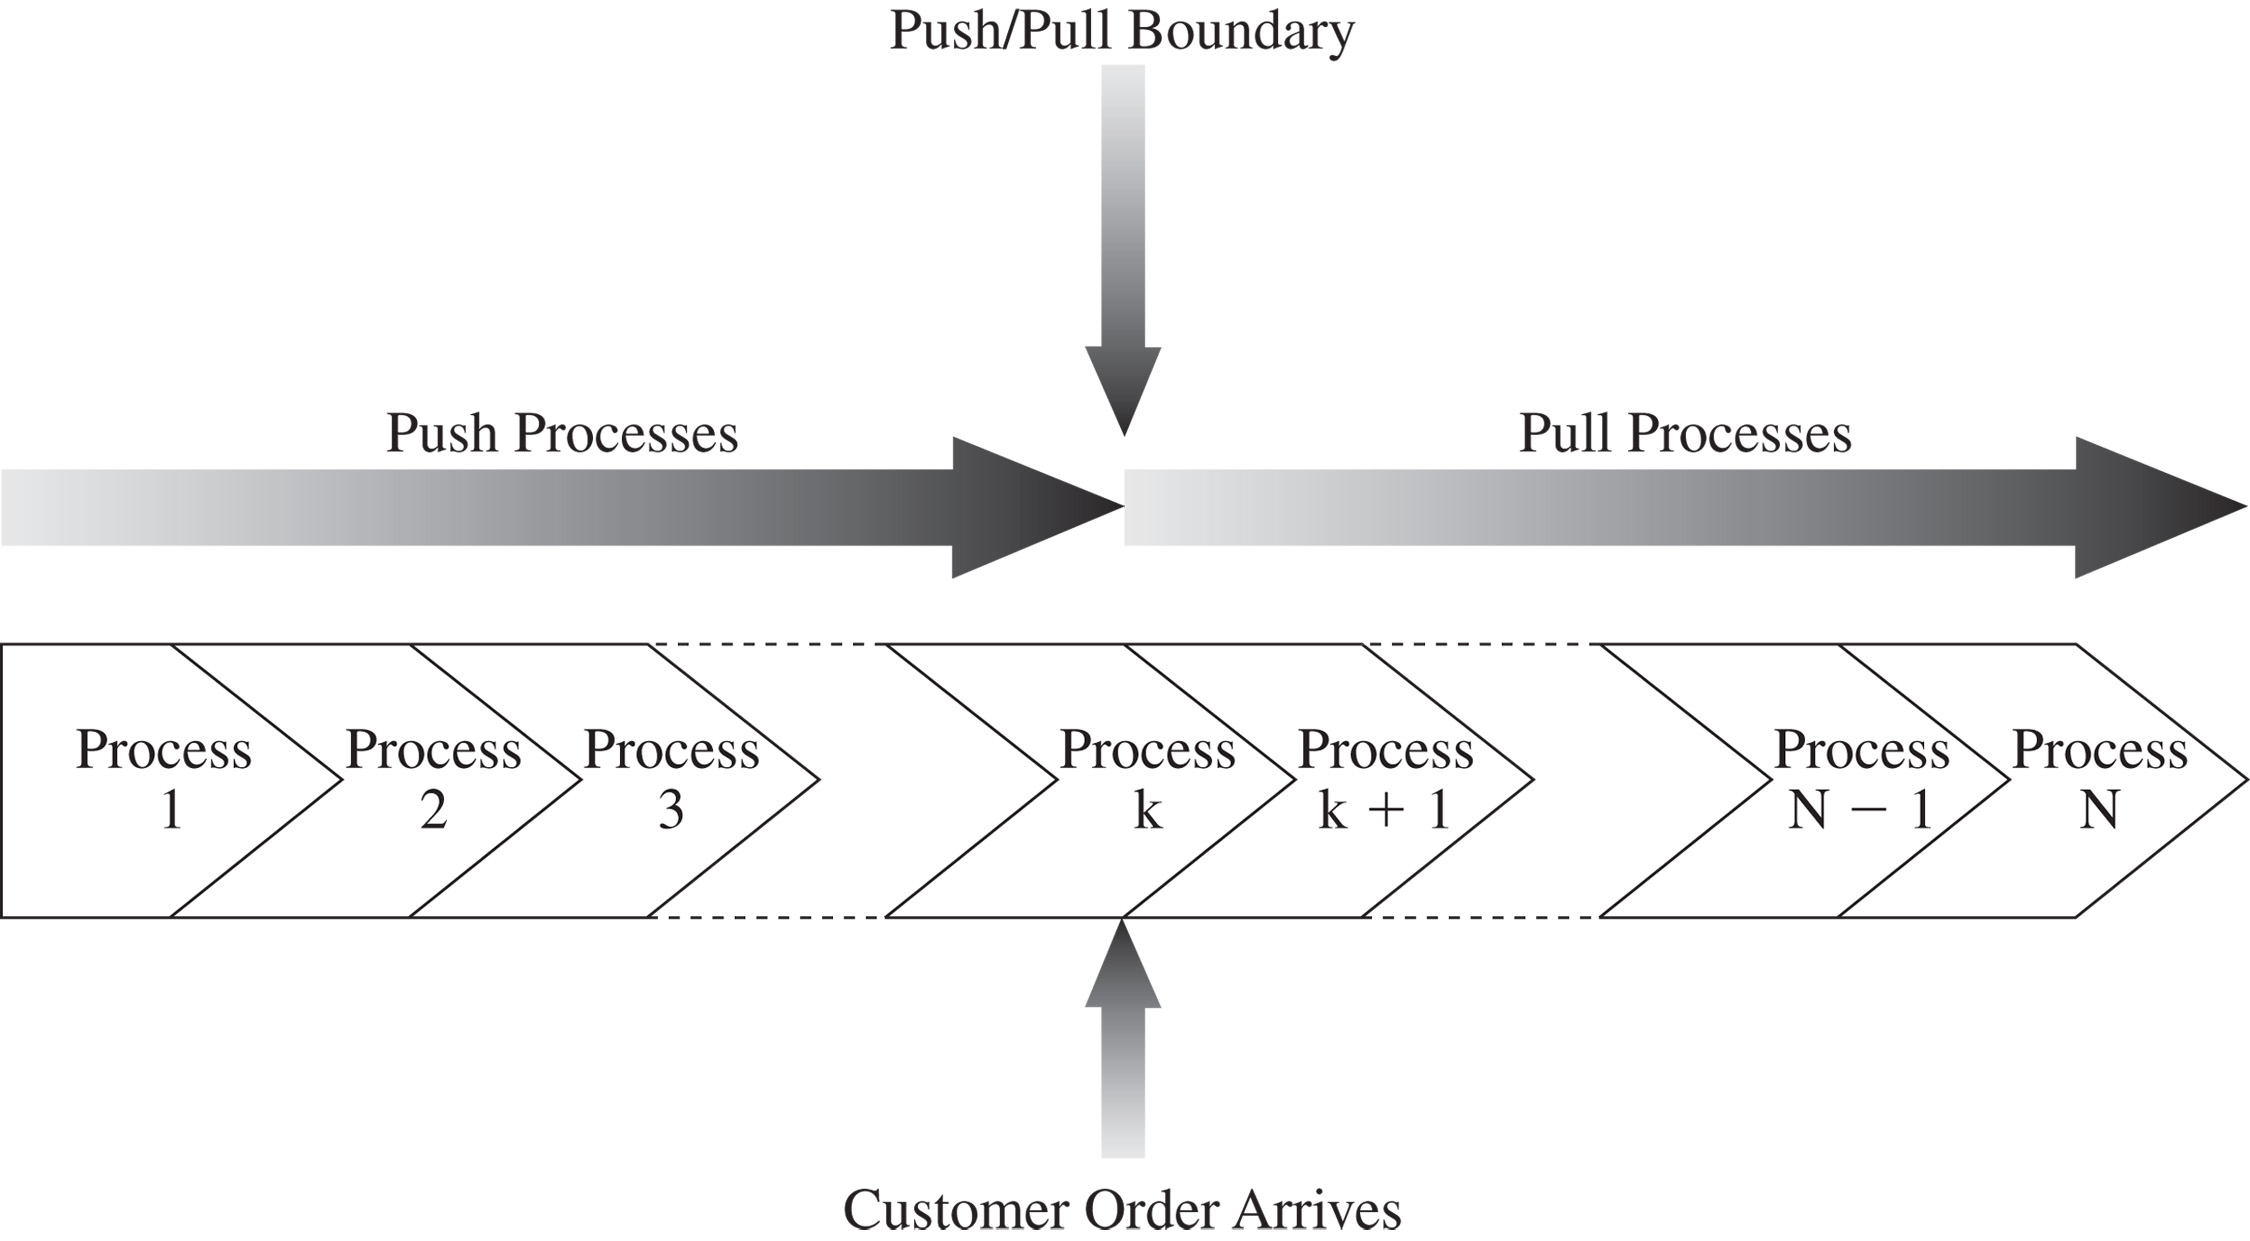 Push/Pull Boundary
Push Processes
Pull Processes
Process
1
Process
2
Process
3
Process
k
Process
k + 1
Process
N − 1
Process
N
Customer Order Arrives